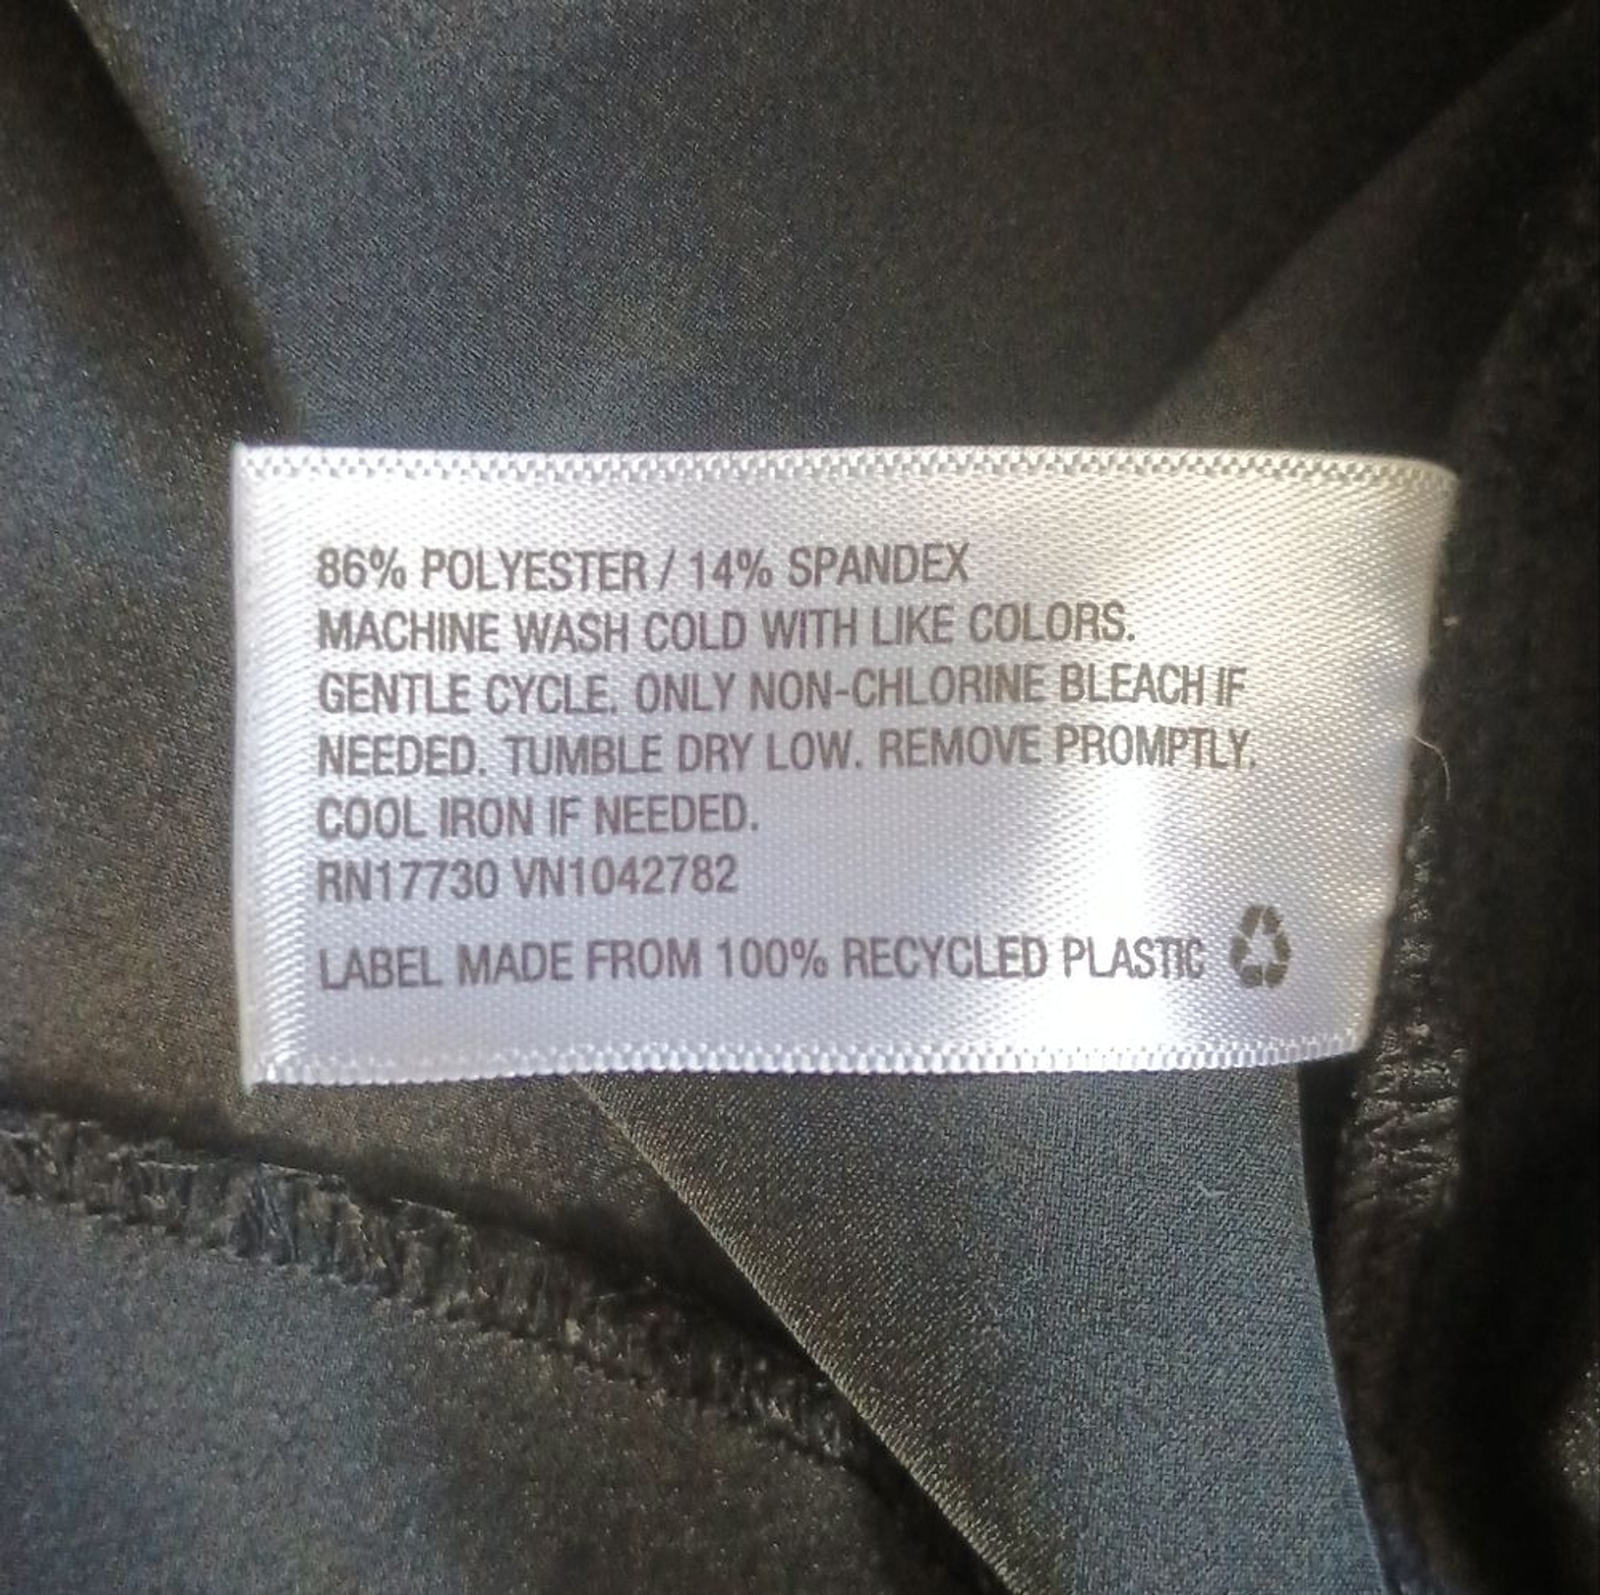 86% POLYESTER / 14% SPANDEX
MACHINE WASH COLD WITH LIKE COLORS.
GENTLE CYCLE. ONLY NON-CHLORINE BLEACH IF
NEEDED. TUMBLE DRY LOW. REMOVE PROMPTLY.
COOL IRON IF NEEDED.
RN17730 VN1042782
LABEL MADE FROM 100% RECYCLED PLASTIC